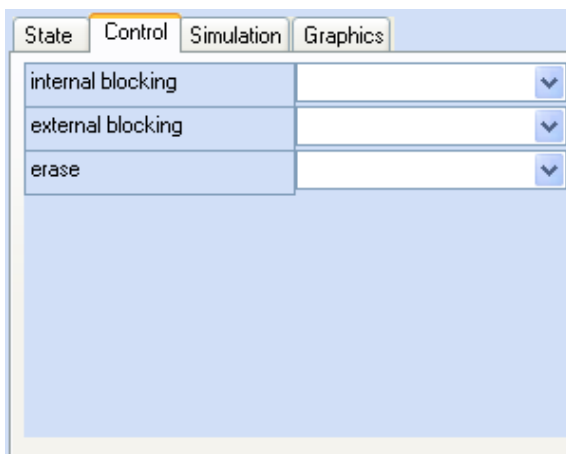 State Control Simulation Graphics
internal blocking
external blocking
erase